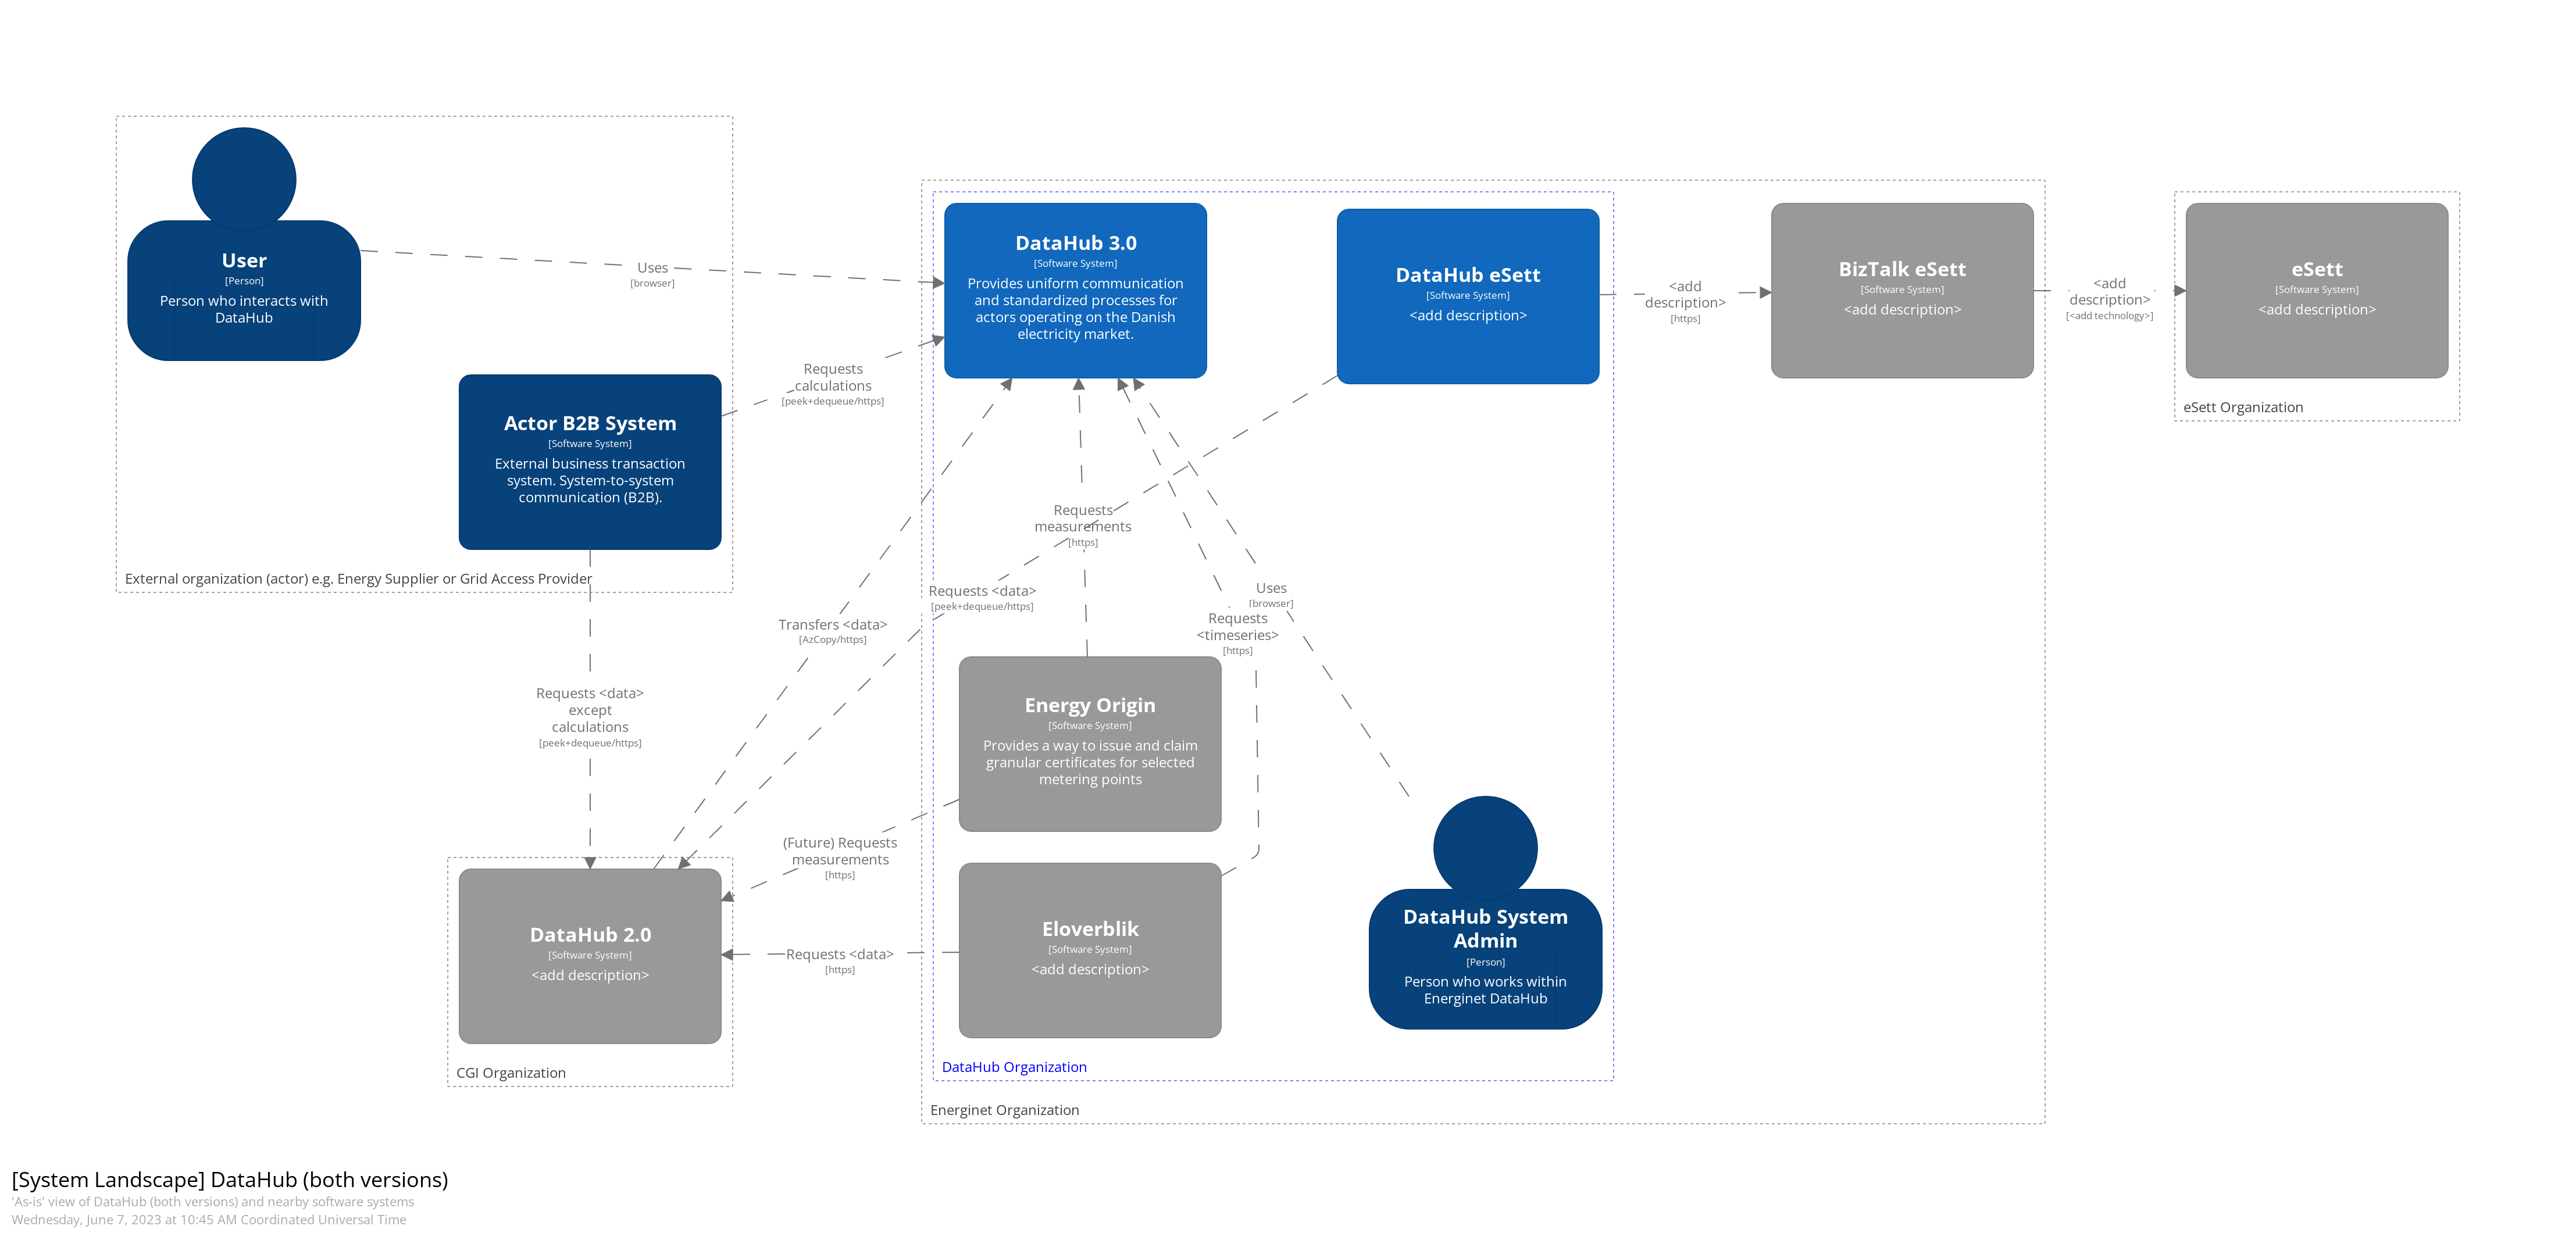 User
[Person]
Person who interacts with
DataHub
Uses
[browser]
Actor B2B System
[Software System]
External business transaction
system. System-to-system
communication (B2B).
External organization (actor) e.g. Energy Supplier or Grid Access Provider
Requests
calculations
[peek+dequeue/https]
DataHub 3.0
[Software System]
Provides uniform communication
and standardized processes for
actors operating on the Danish
electricity market.
DataHub eSett
[Software System]
<add description>
<add
description>
[https]
BizTalk eSett
[Software System]
<add description>
<add
description>
[<add technology>]
eSett
[Software System]
<add description>
eSett Organization
Requests
measurements
[https]
Requests <data>
[peek+dequeue/https]
Uses
[browser]
Requests
<timeseries>
[https]
Transfers <data>
[AzCopy/https]
Requests <data>
except
calculations
[peek+dequeue/https]
Energy Origin
[Software System]
Provides a way to issue and claim
granular certificates for selected
metering points
(Future) Requests
measurements
[https]
DataHub 2.0
[Software System]
<add description>
CGI Organization
Requests <data>
[https]
Eloverblik
[Software System]
<add description>
DataHub System
Admin
[Person]
Person who works within
Energinet DataHub
DataHub Organization
Energinet Organization
[System Landscape] DataHub (both versions)
'As-is' view of DataHub (both versions) and nearby software systems
Wednesday, June 7, 2023 at 10:45 AM Coordinated Universal Time